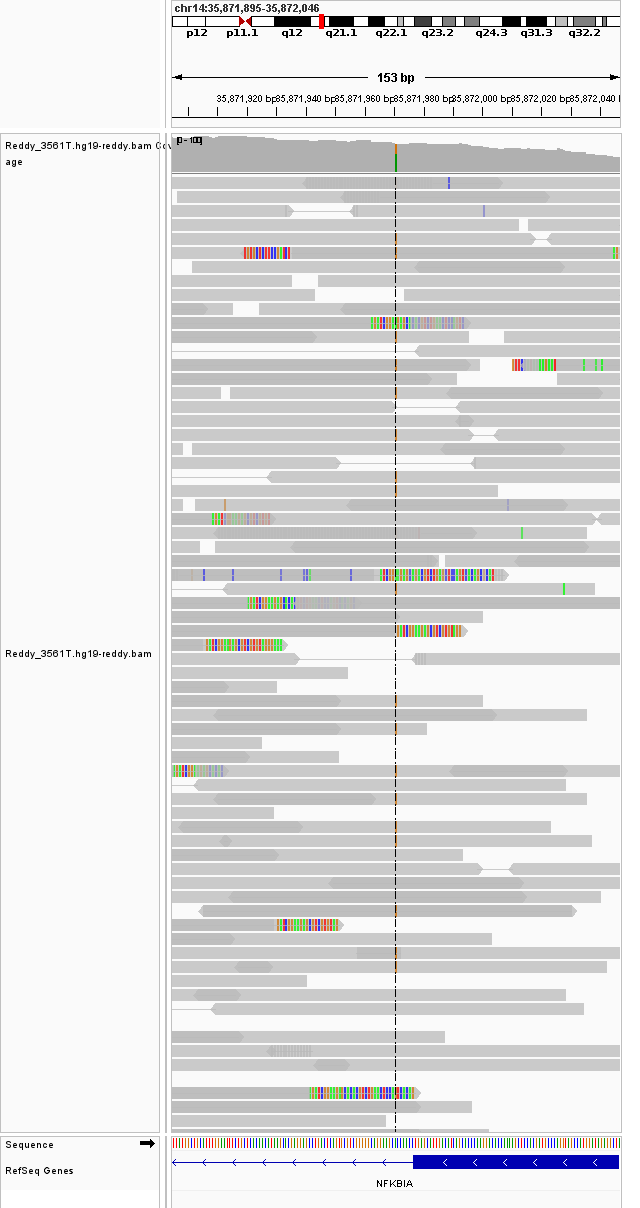 chr14:35,871,895-35,872,046
p12 p11.1 q12 q21.1 q22.1 q23.2 q24.3 q31.3 q32.2
153 bp
35,871,920 bp 35,871,940 bp 35,871,960 bp 35,871,980 bp 35,872,000 bp 35,872,020 bp 35,872,040
Reddy_3561T.hg19-reddy.bam Cov
age
[0 - 100]
Reddy_3561T.hg19-reddy.bam
Sequence
RefSeq Genes
NFKBIA